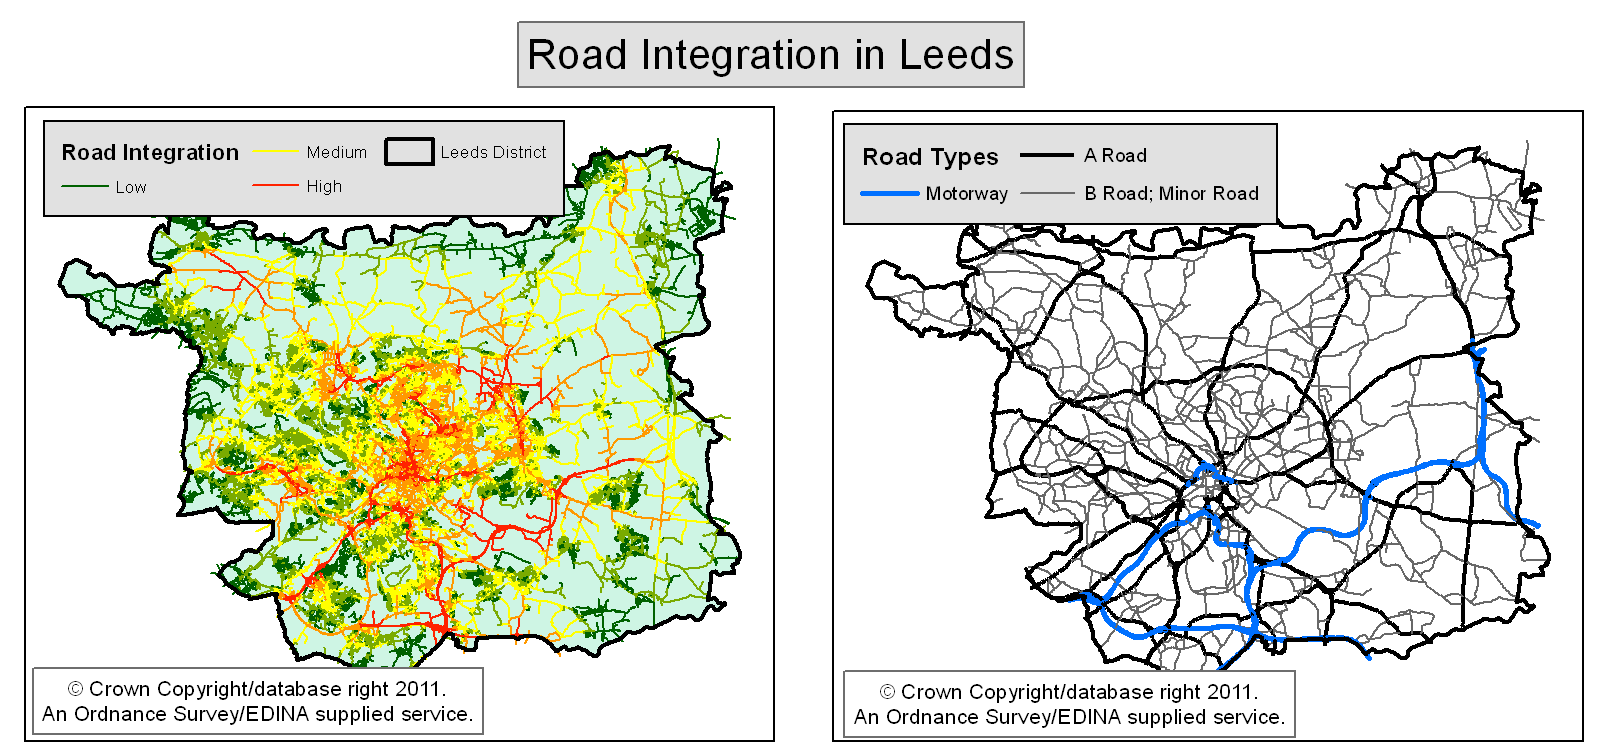 Road Integration in Leeds
Road Integration
Medium
Leeds District
Low
High
© Crown Copyright/database right 2011.
An Ordnance Survey/EDINA supplied service.
Road Types
A Road
Motorway
B Road; Minor Road
© Crown Copyright/database right 2011.
An Ordnance Survey/EDINA supplied service.